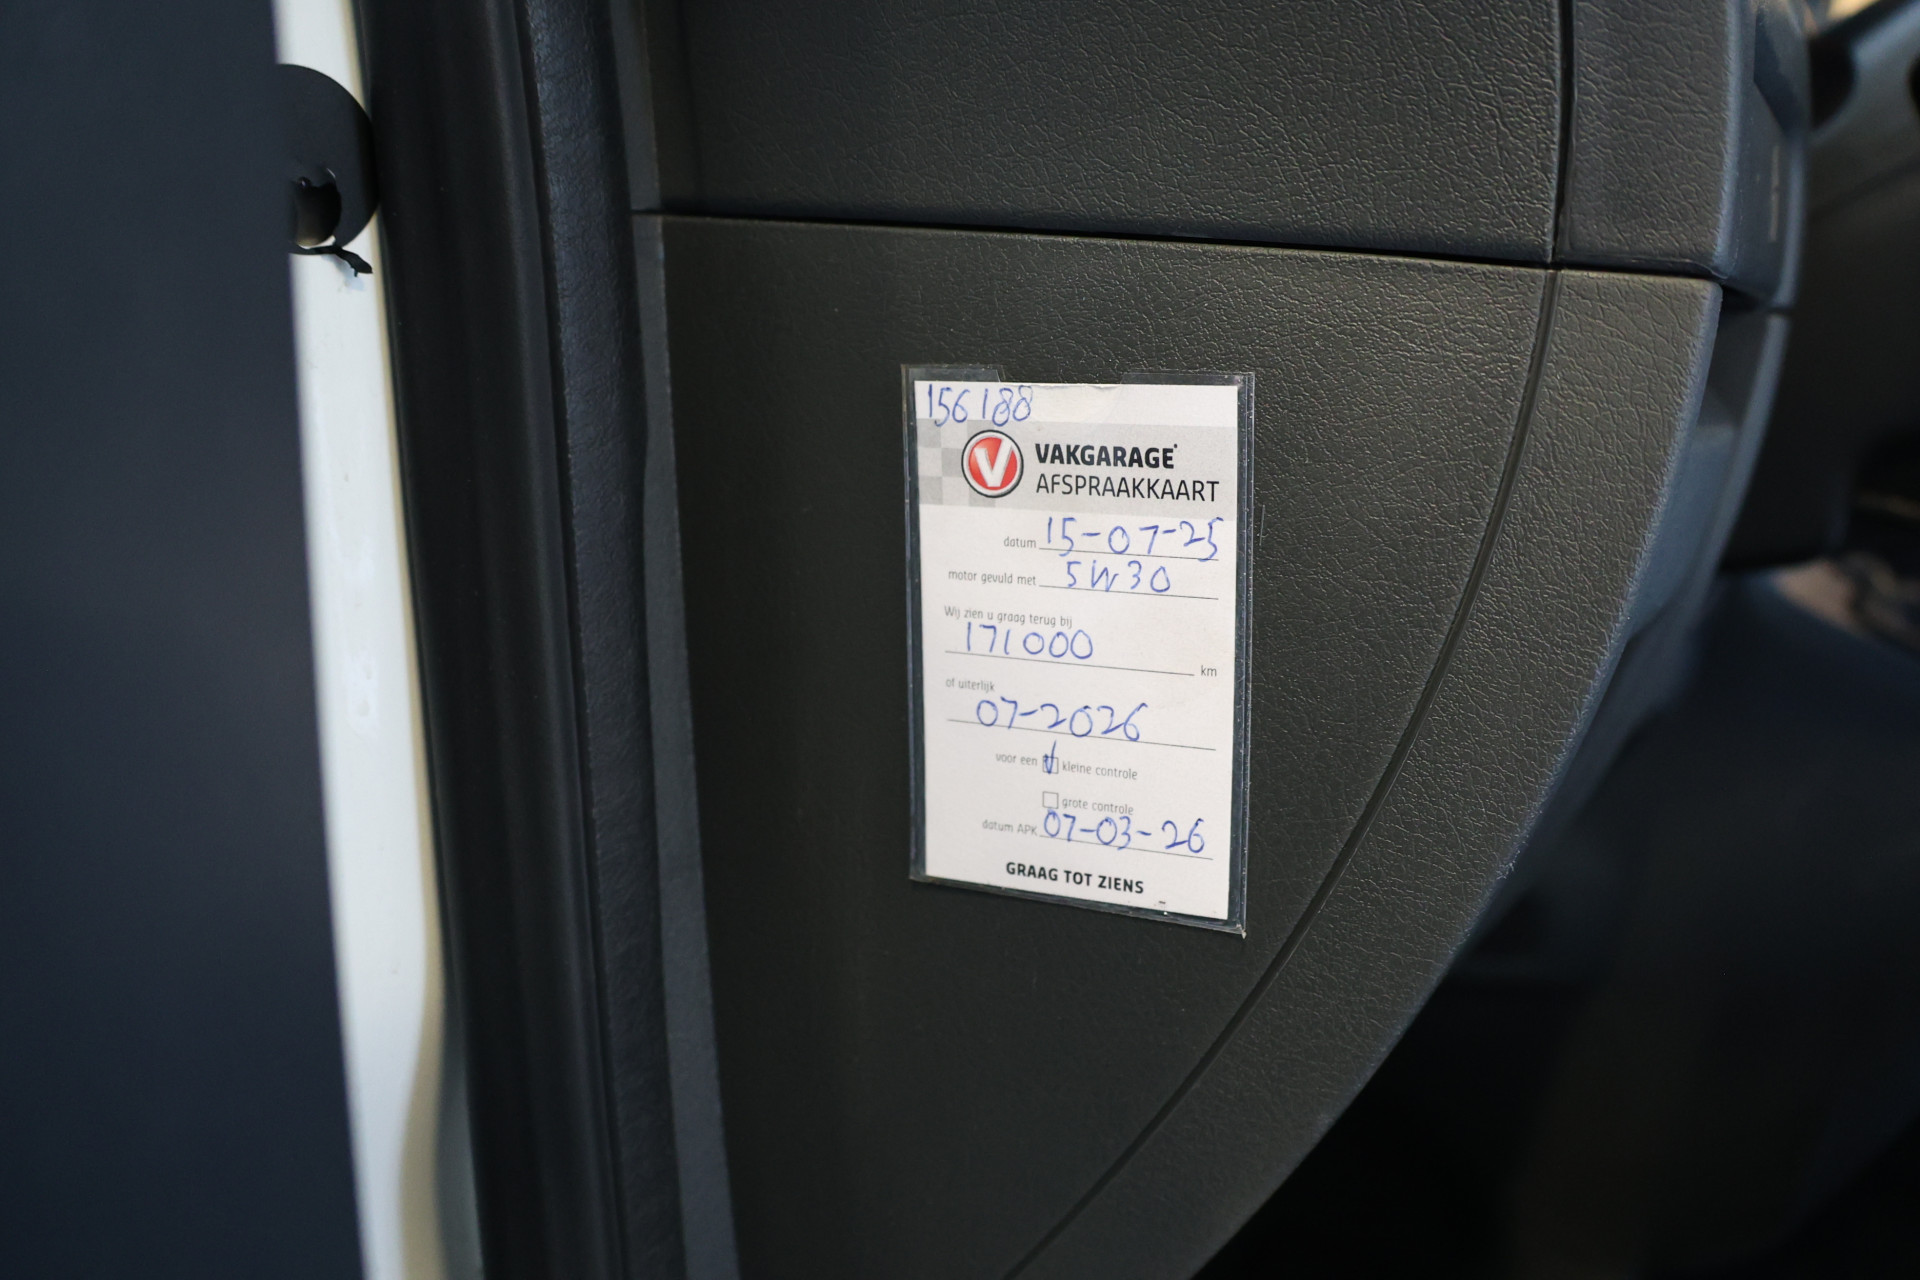 156188
V VAKGARAGE
AFSPRAAKKAART
datum 15-07-25
motor gevuld met 5W30
Wij zien u graag terug bij
171000 km
of uiterlijk
07-2026
voor een kleine controle
grote controle
datum APK 07-03-26
GRAAG TOT ZIENS